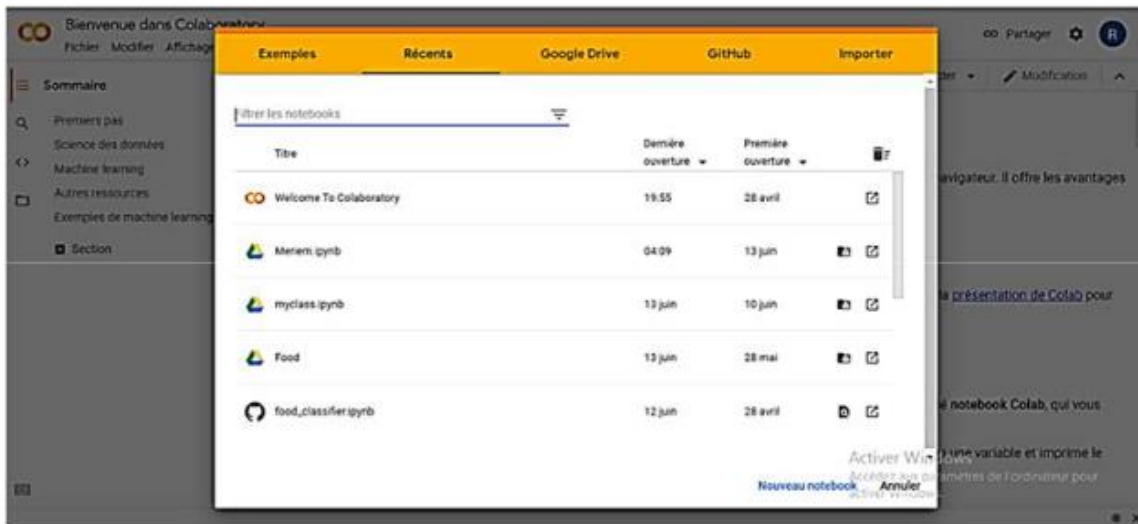 Bienvenue dans Colaboratory
Fichier Modifier Affichage
Partager
R
Exemples Récents Google Drive GitHub Importer
Sommaire
Modification
Premiers pas
Science des données
Machine learning
Autres ressources
Exemples de machine learning
Section
Filtrer les notebooks
Titre Dernière ouverture Première ouverture
Welcome To Colaboratory 19:55 28 avril
navigateur. Il offre les avantages
Meriem.ipynb 04:09 13 juin
myclass.ipynb 13 juin 10 juin
la présentation de Colab pour
Food 13 juin 28 mai
food_classifier.ipynb 12 juin 28 avril
notebook Colab, qui vous
une variable et imprime le
Activer Windows
Accédez aux paramètres de l'ordinateur pour
activer Windows.
Nouveau notebook Annuler